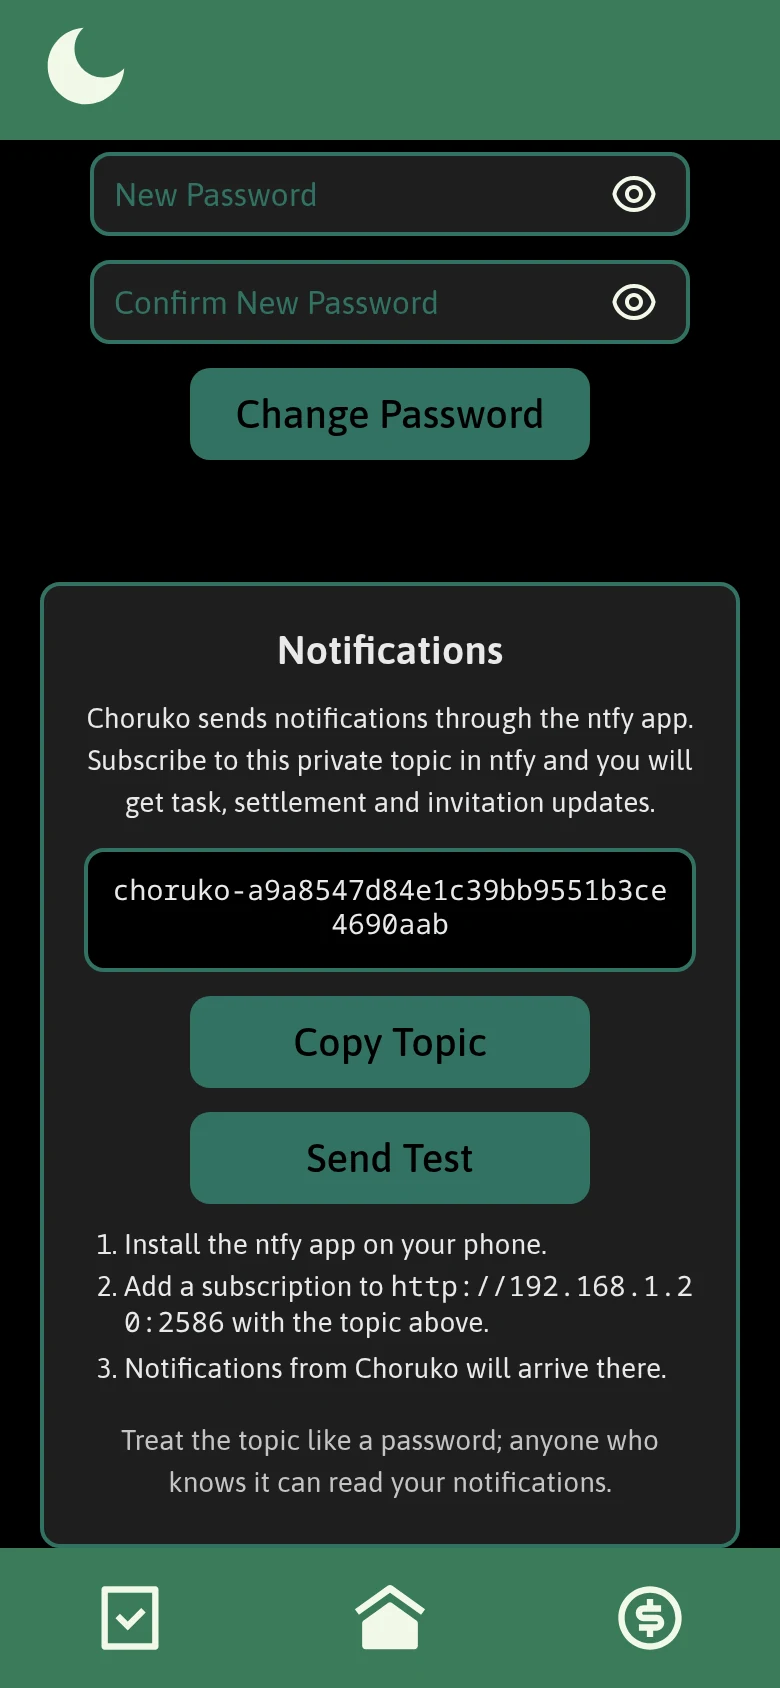 New Password
Confirm New Password
Change Password
Notifications
Choruko sends notifications through the ntfy app.
Subscribe to this private topic in ntfy and you will
get task, settlement and invitation updates.
choruko-a9a8547d84e1c39bb9551b3ce
4690aab
Copy Topic
Send Test
1. Install the ntfy app on your phone.
2. Add a subscription to http://192.168.1.2
0:2586 with the topic above.
3. Notifications from Choruko will arrive there.
Treat the topic like a password; anyone who
knows it can read your notifications.